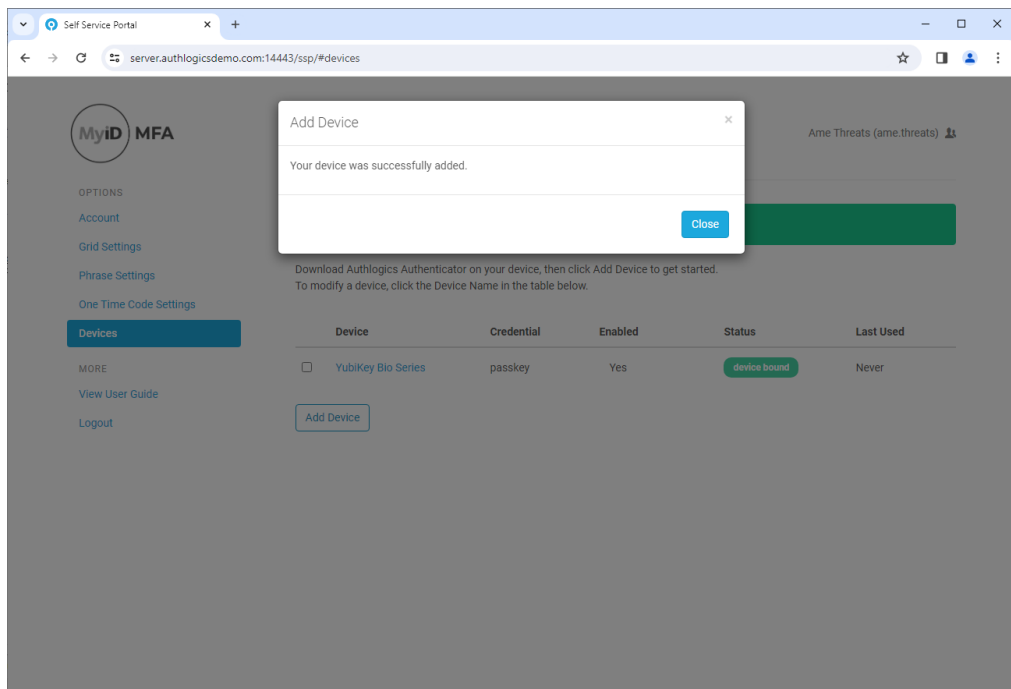 Self Service Portal
server.authlogicsdemo.com:14443/ssp/#devices
MyiD MFA
Add Device
×
Ame Threats (ame.threats)
Your device was successfully added.
Close
OPTIONS
Account
Grid Settings
Phrase Settings
One Time Code Settings
Devices
MORE
View User Guide
Logout
Download Authlogics Authenticator on your device, then click Add Device to get started.
To modify a device, click the Device Name in the table below.
Device Credential Enabled Status Last Used
YubiKey Bio Series passkey Yes device bound Never
Add Device